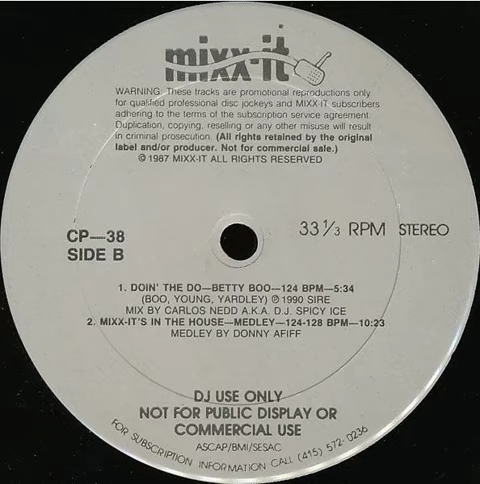 mixx-it
WARNING: These tracks are promotional reproductions only
for qualified professional disc jockeys and MIXX-IT subscribers
adhering to the terms of the subscription service agreement.
Duplication, copying, reselling or any other misuse will result
in criminal prosecution. (All rights retained by the original
label and/or producer. Not for commercial sale.)
© 1987 MIXX-IT ALL RIGHTS RESERVED
CP—38
SIDE B
33 1/3 RPM STEREO
1. DOIN' THE DO—BETTY BOO—124 BPM—5:34
(BOO, YOUNG, YARDLEY) ℗ 1990 SIRE
MIX BY CARLOS NEDD A.K.A. D.J. SPICY ICE
2. MIXX-IT'S IN THE HOUSE—MEDLEY—124-128 BPM—10:23
MEDLEY BY DONNY AFIFF
DJ USE ONLY
NOT FOR PUBLIC DISPLAY OR
COMMERCIAL USE
ASCAP/BMI/SESAC
FOR SUBSCRIPTION INFORMATION CALL (415) 572-0236